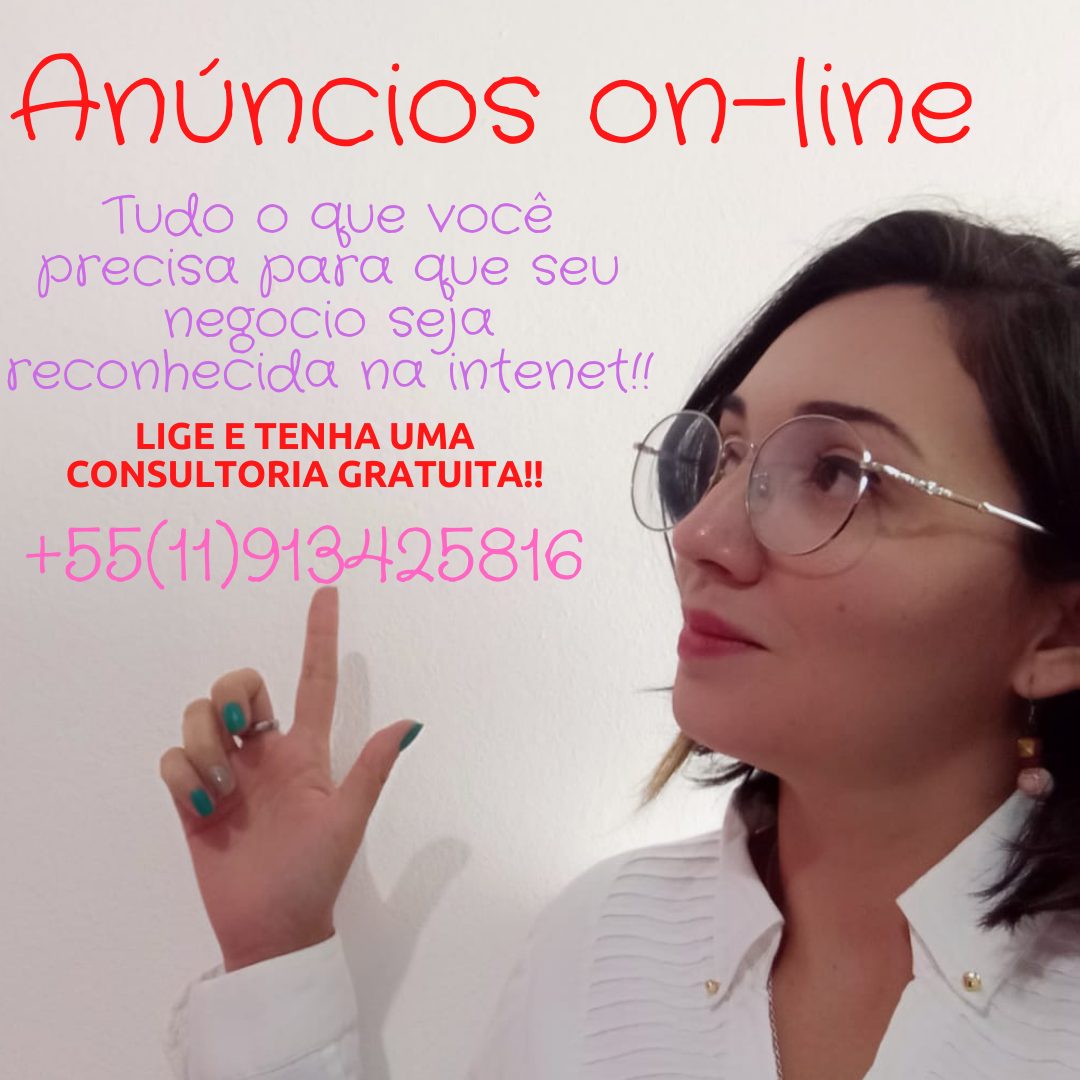 Anúncios on-line
Tudo o que você
precisa para que seu
negocio seja
reconhecida na intenet!!
LIGE E TENHA UMA
CONSULTORIA GRATUITA!!
+55(11)913425816